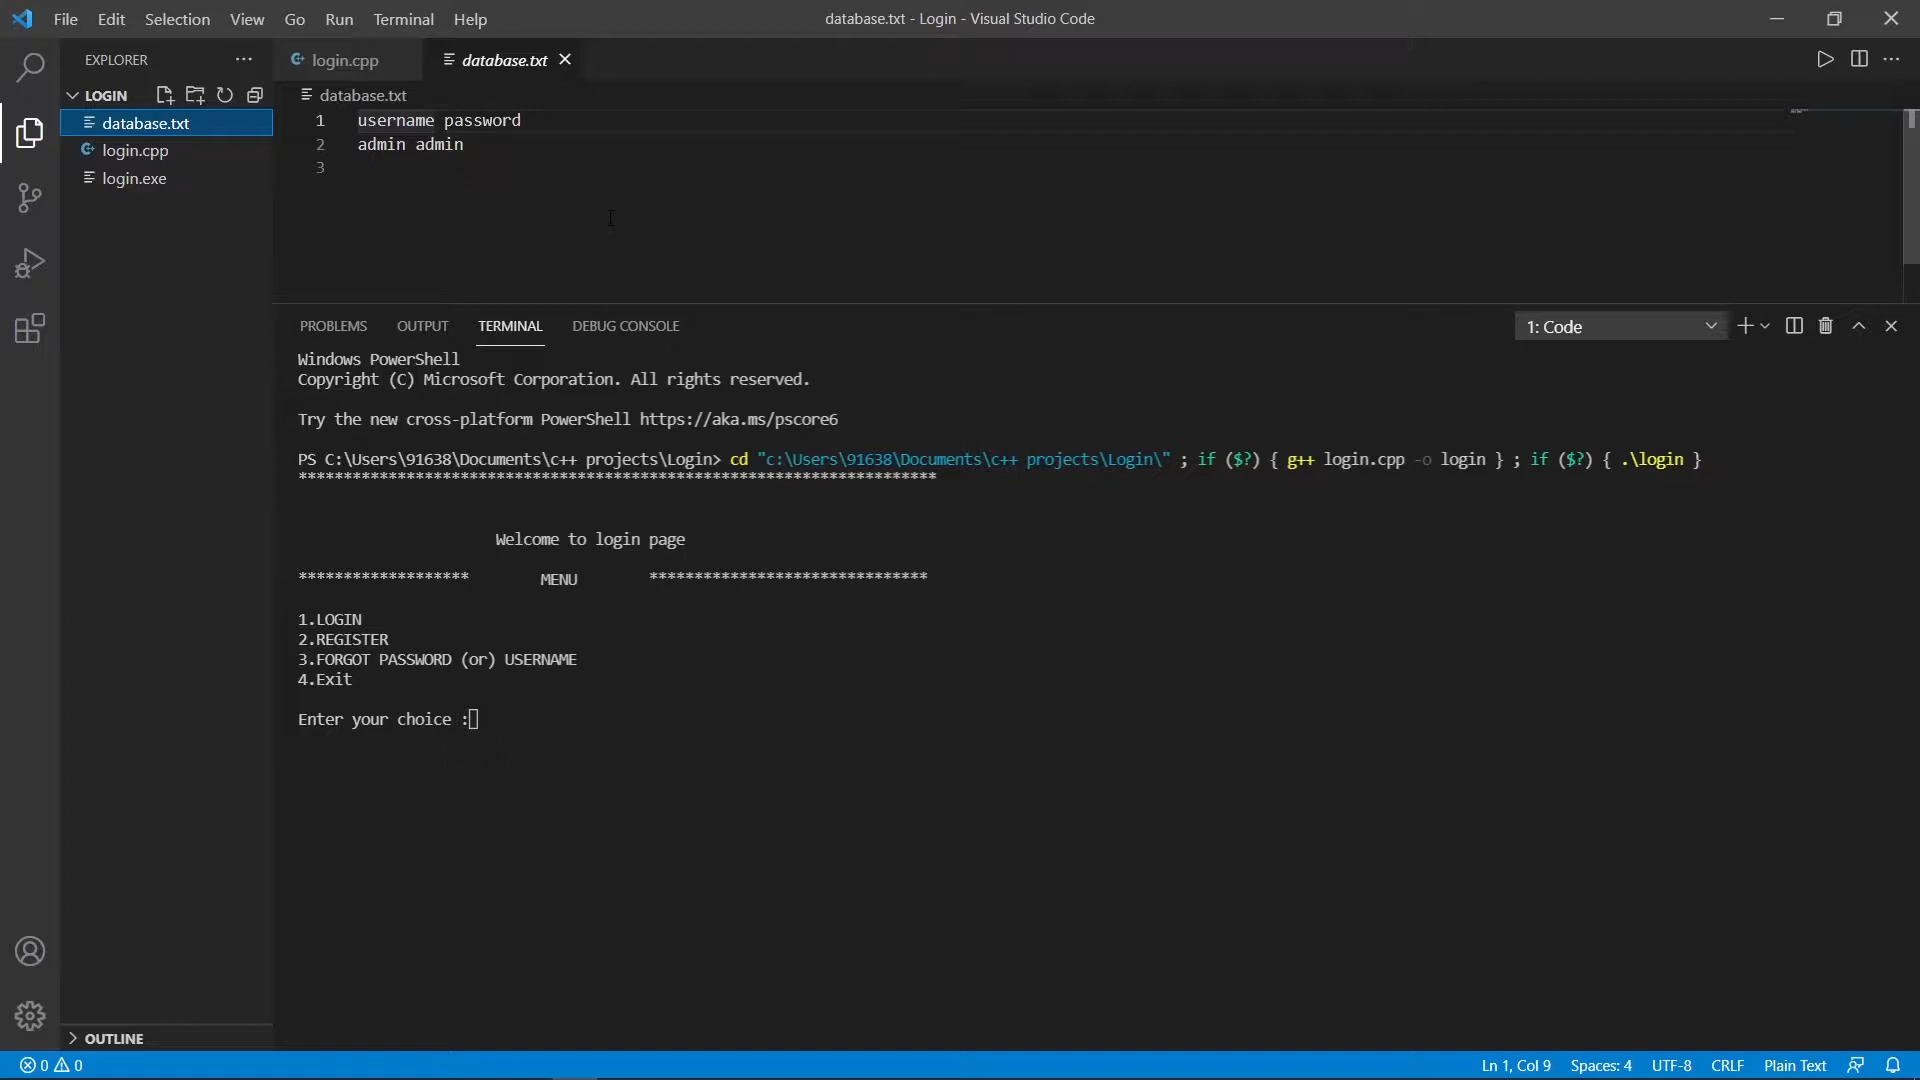 File Edit Selection View Go Run Terminal Help
database.txt - Login - Visual Studio Code
EXPLORER
LOGIN
database.txt
login.cpp
login.exe
OUTLINE
login.cpp
database.txt
database.txt
1 username password
2 admin admin
3
PROBLEMS OUTPUT TERMINAL DEBUG CONSOLE
1: Code
Windows PowerShell
Copyright (C) Microsoft Corporation. All rights reserved.
Try the new cross-platform PowerShell https://aka.ms/pscore6
PS C:\Users\91638\Documents\c++ projects\Login> cd "c:\Users\91638\Documents\c++ projects\Login\" ; if ($?) { g++ login.cpp -o login } ; if ($?) { .\login }
***********************************************************************
Welcome to login page
******************* MENU *******************************
1.LOGIN
2.REGISTER
3.FORGOT PASSWORD (or) USERNAME
4.Exit
Enter your choice :
0 0
Ln 1, Col 9 Spaces: 4 UTF-8 CRLF Plain Text